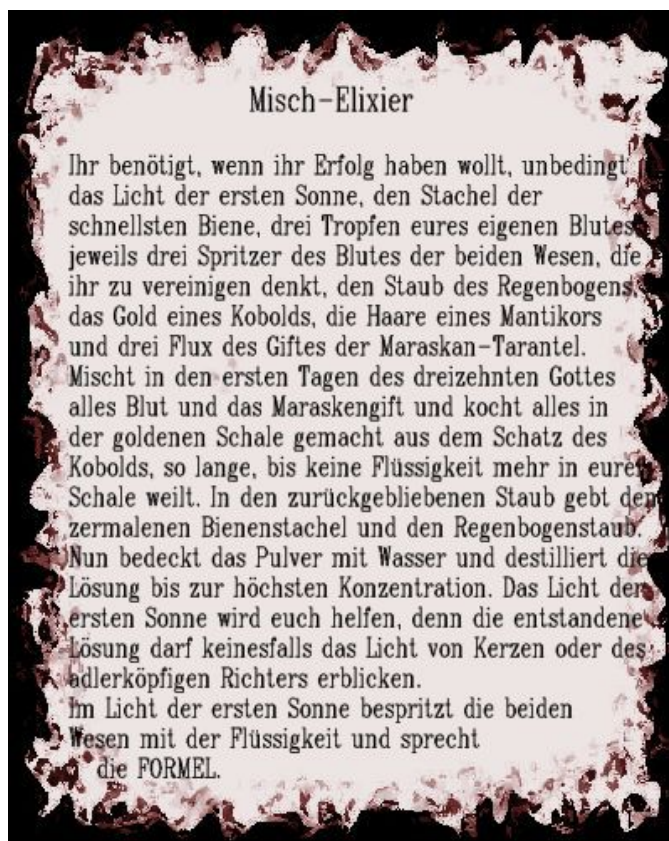 Misch-Elixier
Ihr benötigt, wenn ihr Erfolg haben wollt, unbedingt
das Licht der ersten Sonne, den Stachel der
schnellsten Biene, drei Tropfen eures eigenen Blutes,
jeweils drei Spritzer des Blutes der beiden Wesen, die
ihr zu vereinigen denkt, den Staub des Regenbogens,
das Gold eines Kobolds, die Haare eines Mantikors
und drei Flux des Giftes der Maraskan-Tarantel.
Mischt in den ersten Tagen des dreizehnten Gottes
alles Blut und das Maraskengift und kocht alles in
der goldenen Schale gemacht aus dem Schatz des
Kobolds, so lange, bis keine Flüssigkeit mehr in eurer
Schale weilt. In den zurückgebliebenen Staub gebt den
zermalenen Bienenstachel und den Regenbogenstaub.
Nun bedeckt das Pulver mit Wasser und destilliert die
Lösung bis zur höchsten Konzentration. Das Licht der
ersten Sonne wird euch helfen, denn die entstandene
Lösung darf keinesfalls das Licht von Kerzen oder des
adlerköpfigen Richters erblicken.
Im Licht der ersten Sonne bespritzt die beiden
Wesen mit der Flüssigkeit und sprecht
die FORMEL.